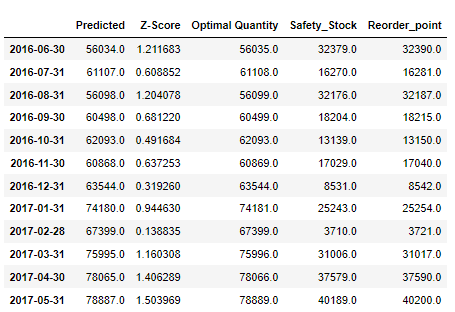 Predicted Z-Score Optimal Quantity Safety_Stock Reorder_point
2016-06-30 56034.0 1.211683 56035.0 32379.0 32390.0
2016-07-31 61107.0 0.608852 61108.0 16270.0 16281.0
2016-08-31 56098.0 1.204078 56099.0 32176.0 32187.0
2016-09-30 60498.0 0.681220 60499.0 18204.0 18215.0
2016-10-31 62093.0 0.491684 62093.0 13139.0 13150.0
2016-11-30 60868.0 0.637253 60869.0 17029.0 17040.0
2016-12-31 63544.0 0.319260 63544.0 8531.0 8542.0
2017-01-31 74180.0 0.944630 74181.0 25243.0 25254.0
2017-02-28 67399.0 0.138835 67399.0 3710.0 3721.0
2017-03-31 75995.0 1.160308 75996.0 31006.0 31017.0
2017-04-30 78065.0 1.406289 78066.0 37579.0 37590.0
2017-05-31 78887.0 1.503969 78889.0 40189.0 40200.0